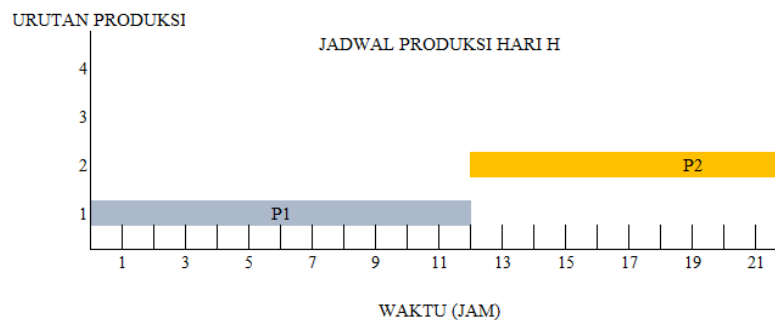 URUTAN PRODUKSI
JADWAL PRODUKSI HARI H
4
3
2
P2
1
P1
1 3 5 7 9 11 13 15 17 19 21
WAKTU (JAM)